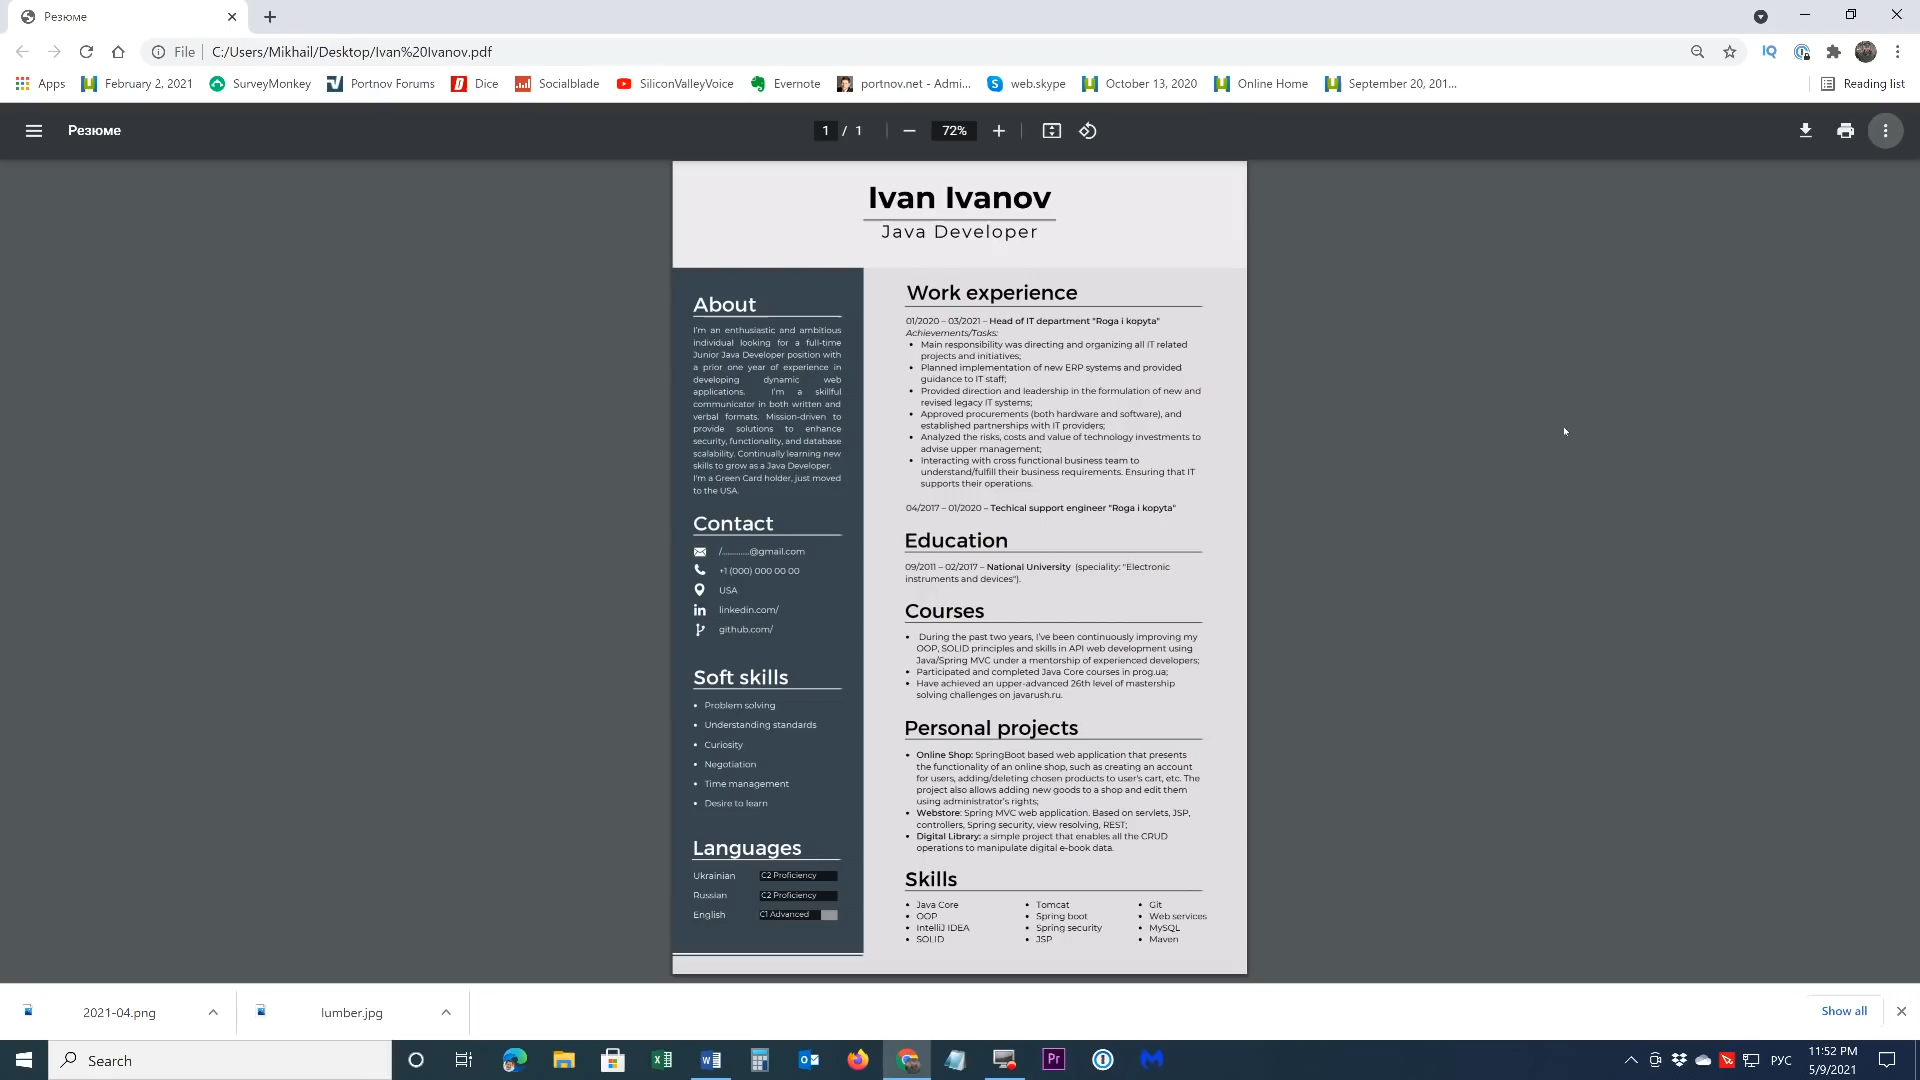 Резюме
File
C:/Users/Mikhail/Desktop/Ivan%20Ivanov.pdf
Apps
February 2, 2021
SurveyMonkey
Portnov Forums
Dice
Socialblade
SiliconValleyVoice
Evernote
portnov.net - Admi...
web.skype
October 13, 2020
Online Home
September 20, 201...
Reading list
Резюме
1 / 1
72%
Ivan Ivanov
Java Developer
About
I'm an enthusiastic and ambitious
individual looking for a full-time
Junior Java Developer position with
a prior one year of experience in
developing dynamic web
applications. I'm a skillful
communicator in both written and
verbal formats. Mission-driven to
provide solutions to enhance
security, functionality, and database
scalability. Continually learning new
skills to grow as a Java Developer.
I'm a Green Card holder, just moved
to the USA.
Contact
/.............@gmail.com
+1 (000) 000 00 00
USA
linkedin.com/
github.com/
Soft skills
• Problem solving
• Understanding standards
• Curiosity
• Negotiation
• Time management
• Desire to learn
Languages
Ukrainian C2 Proficiency
Russian C2 Proficiency
English C1 Advanced
Work experience
01/2020 – 03/2021 – Head of IT department "Roga i kopyta"
Achievements/Tasks:
• Main responsibility was directing and organizing all IT related
projects and initiatives;
• Planned implementation of new ERP systems and provided
guidance to IT staff;
• Provided direction and leadership in the formulation of new and
revised legacy IT systems;
• Approved procurements (both hardware and software), and
established partnerships with IT providers;
• Analyzed the risks, costs and value of technology investments to
advise upper management;
• Interacting with cross functional business team to
understand/fulfill their business requirements. Ensuring that IT
supports their operations.
04/2017 – 01/2020 – Techical support engineer "Roga i kopyta"
Education
09/2011 – 02/2017 – National University (speciality: "Electronic
instruments and devices").
Courses
• During the past two years, I've been continuously improving my
OOP, SOLID principles and skills in API web development using
Java/Spring MVC under a mentorship of experienced developers;
• Participated and completed Java Core courses in prog.ua;
• Have achieved an upper-advanced 26th level of mastership
solving challenges on javarush.ru.
Personal projects
• Online Shop: SpringBoot based web application that presents
the functionality of an online shop, such as creating an account
for users, adding/deleting chosen products to user's cart, etc. The
project also allows adding new goods to a shop and edit them
using administrator's rights;
• Webstore: Spring MVC web application. Based on servlets, JSP,
controllers, Spring security, view resolving, REST;
• Digital Library: a simple project that enables all the CRUD
operations to manipulate digital e-book data.
Skills
• Java Core
• OOP
• IntelliJ IDEA
• SOLID
• Tomcat
• Spring boot
• Spring security
• JSP
• Git
• Web services
• MySQL
• Maven
2021-04.png
lumber.jpg
Show all
Search
Pr
РУС
11:52 PM
5/9/2021